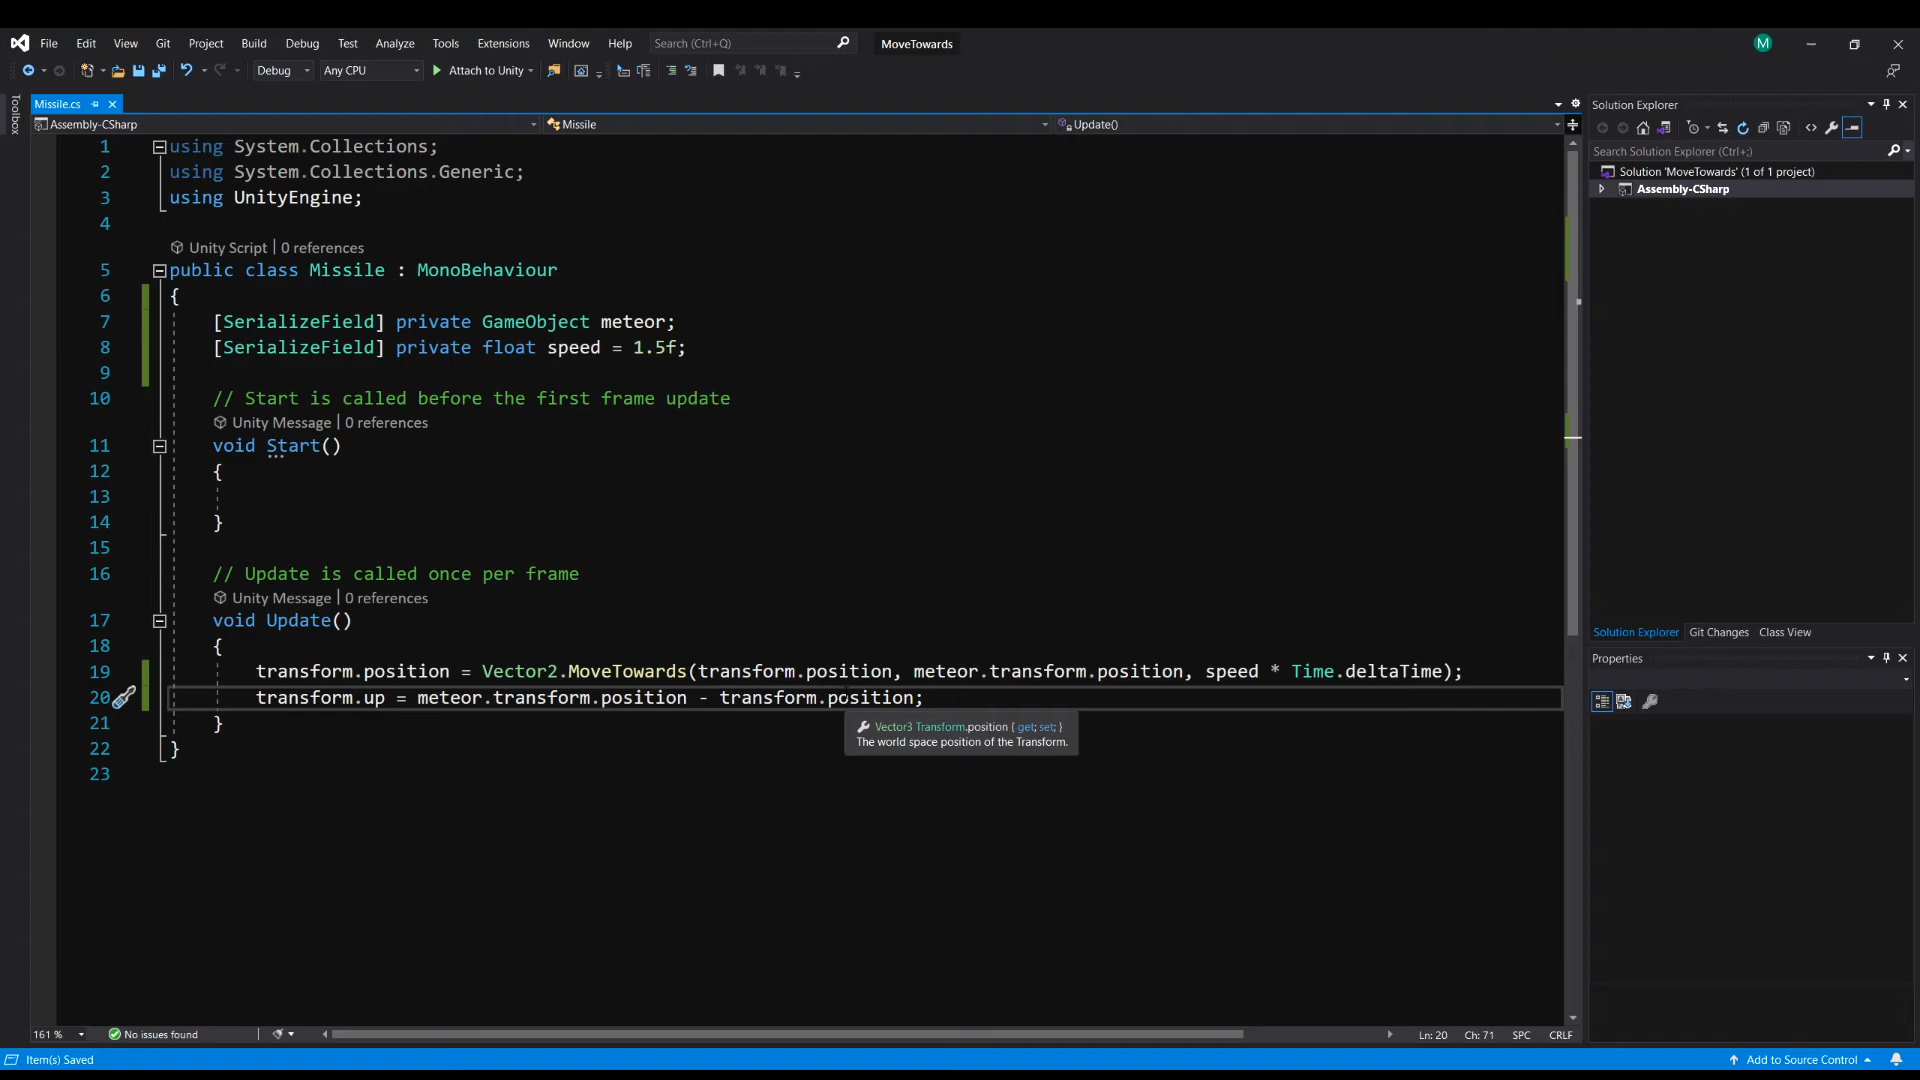 File Edit View Git Project Build Debug Test Analyze Tools Extensions Window Help Search (Ctrl+Q) MoveTowards M
Debug Any CPU Attach to Unity
Toolbox
Missile.cs
Assembly-CSharp Missile Update()
1 using System.Collections;
2 using System.Collections.Generic;
3 using UnityEngine;
4
Unity Script | 0 references
5 public class Missile : MonoBehaviour
6 {
7 [SerializeField] private GameObject meteor;
8 [SerializeField] private float speed = 1.5f;
9
10 // Start is called before the first frame update
Unity Message | 0 references
11 void Start()
12 {
13
14 }
15
16 // Update is called once per frame
Unity Message | 0 references
17 void Update()
18 {
19 transform.position = Vector2.MoveTowards(transform.position, meteor.transform.position, speed * Time.deltaTime);
20 transform.up = meteor.transform.position - transform.position;
21 }
Vector3 Transform.position { get; set; }
The world space position of the Transform.
22 }
23
161 % No issues found Ln: 20 Ch: 71 SPC CRLF
Solution Explorer
Search Solution Explorer (Ctrl+;)
Solution 'MoveTowards' (1 of 1 project)
Assembly-CSharp
Solution Explorer Git Changes Class View
Properties
Item(s) Saved Add to Source Control